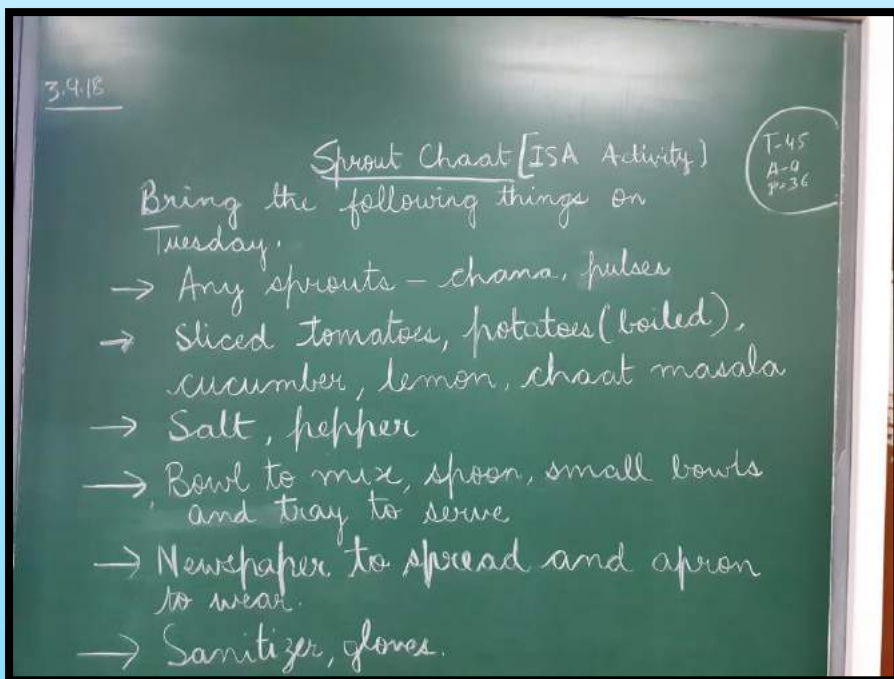 3.9.18
Sprout Chaat [ISA Activity)
T-45
A-9
P-36
Bring the following things on
Tuesday.
→ Any sprouts - chana, pulses
→ Sliced tomatoes, potatoes (boiled),
cucumber, lemon, chaat masala
→ Salt, pepper
→ Bowl to mix, spoon, small bowls
and tray to serve
→ Newspaper to spread and apron
to wear.
→ Sanitizer, gloves.